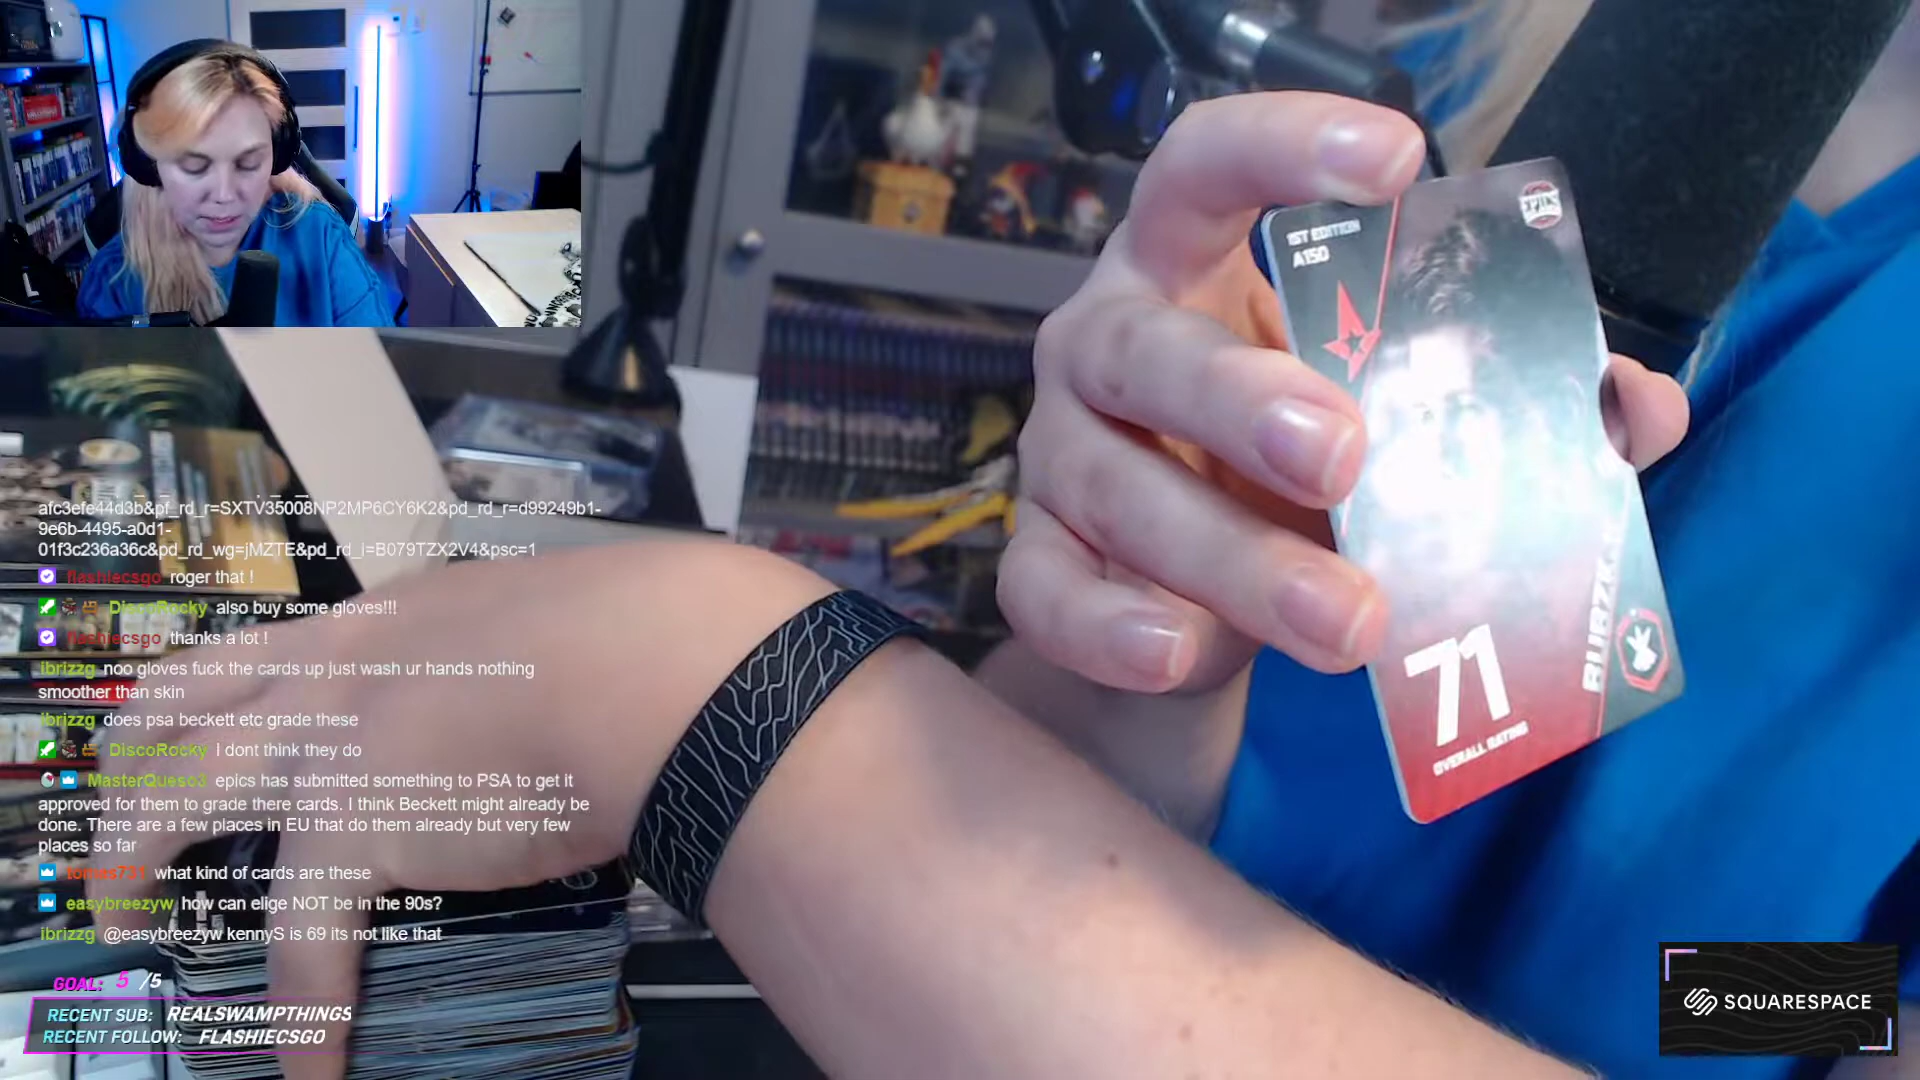 EPICS
1ST EDITION
A150
afc3efe44d3b&pf_rd_r=SXTV35008NP2MP6CY6K2&pd_rd_r=d99249b1-
9e6b-4495-a0d1-
01f3c236a36c&pd_rd_wg=jMZTE&pd_rd_i=B079TZX2V4&psc=1
flashiecsgo roger that !
DiscoRocky also buy some gloves!!!
flashiecsgo thanks a lot !
ibrizzg noo gloves fuck the cards up just wash ur hands nothing
smoother than skin
ibrizzg does psa beckett etc grade these
DiscoRocky I dont think they do
MasterQueso3 epics has submitted something to PSA to get it
approved for them to grade there cards. I think Beckett might already be
done. There are a few places in EU that do them already but very few
places so far
tomes731 what kind of cards are these
easybreezyw how can elige NOT be in the 90s?
ibrizzg @easybreezyw kennyS is 69 its not like that
71
OVERALL RATING
GOAL: 5 /5
RECENT SUB: REALSWAMPTHINGS
RECENT FOLLOW: FLASHIECSGO
SQUARESPACE